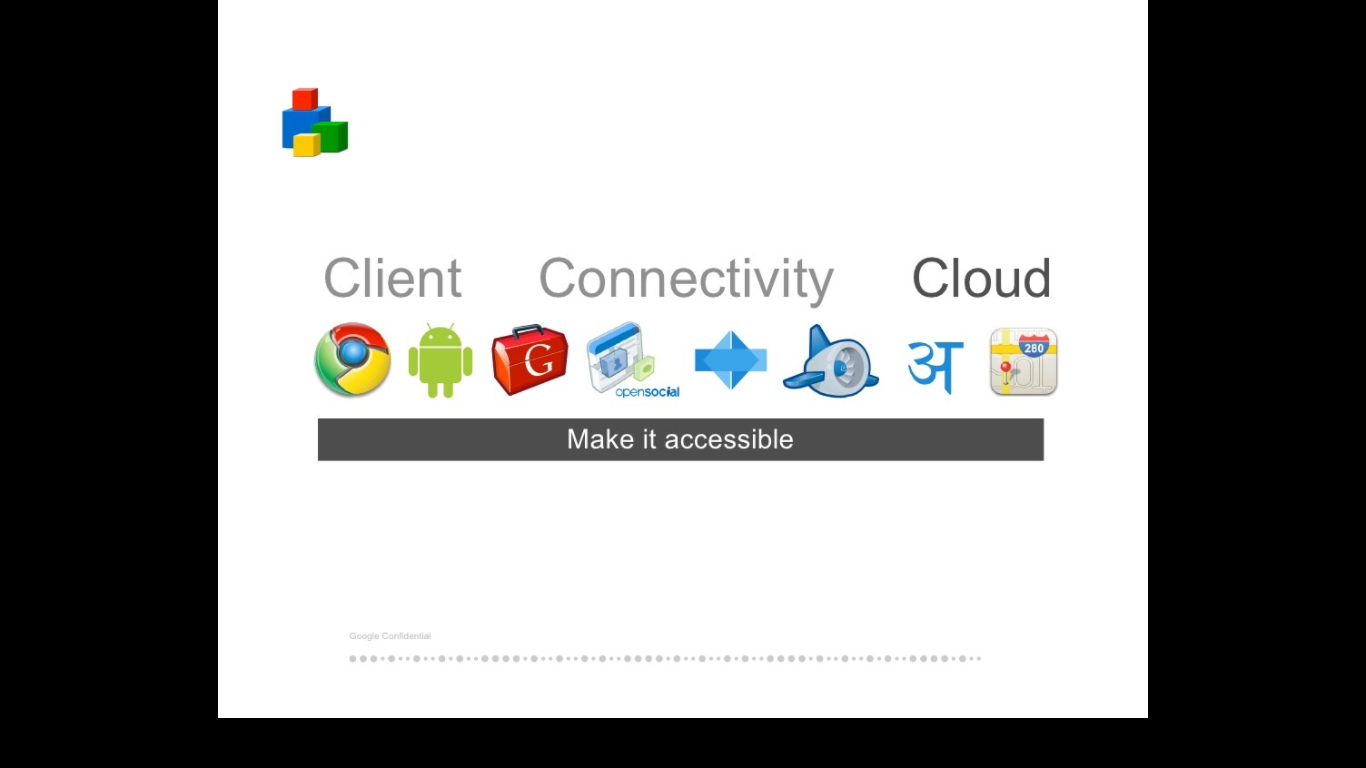 Client Connectivity Cloud
G
opensocial
अ
280
Make it accessible
Google Confidential